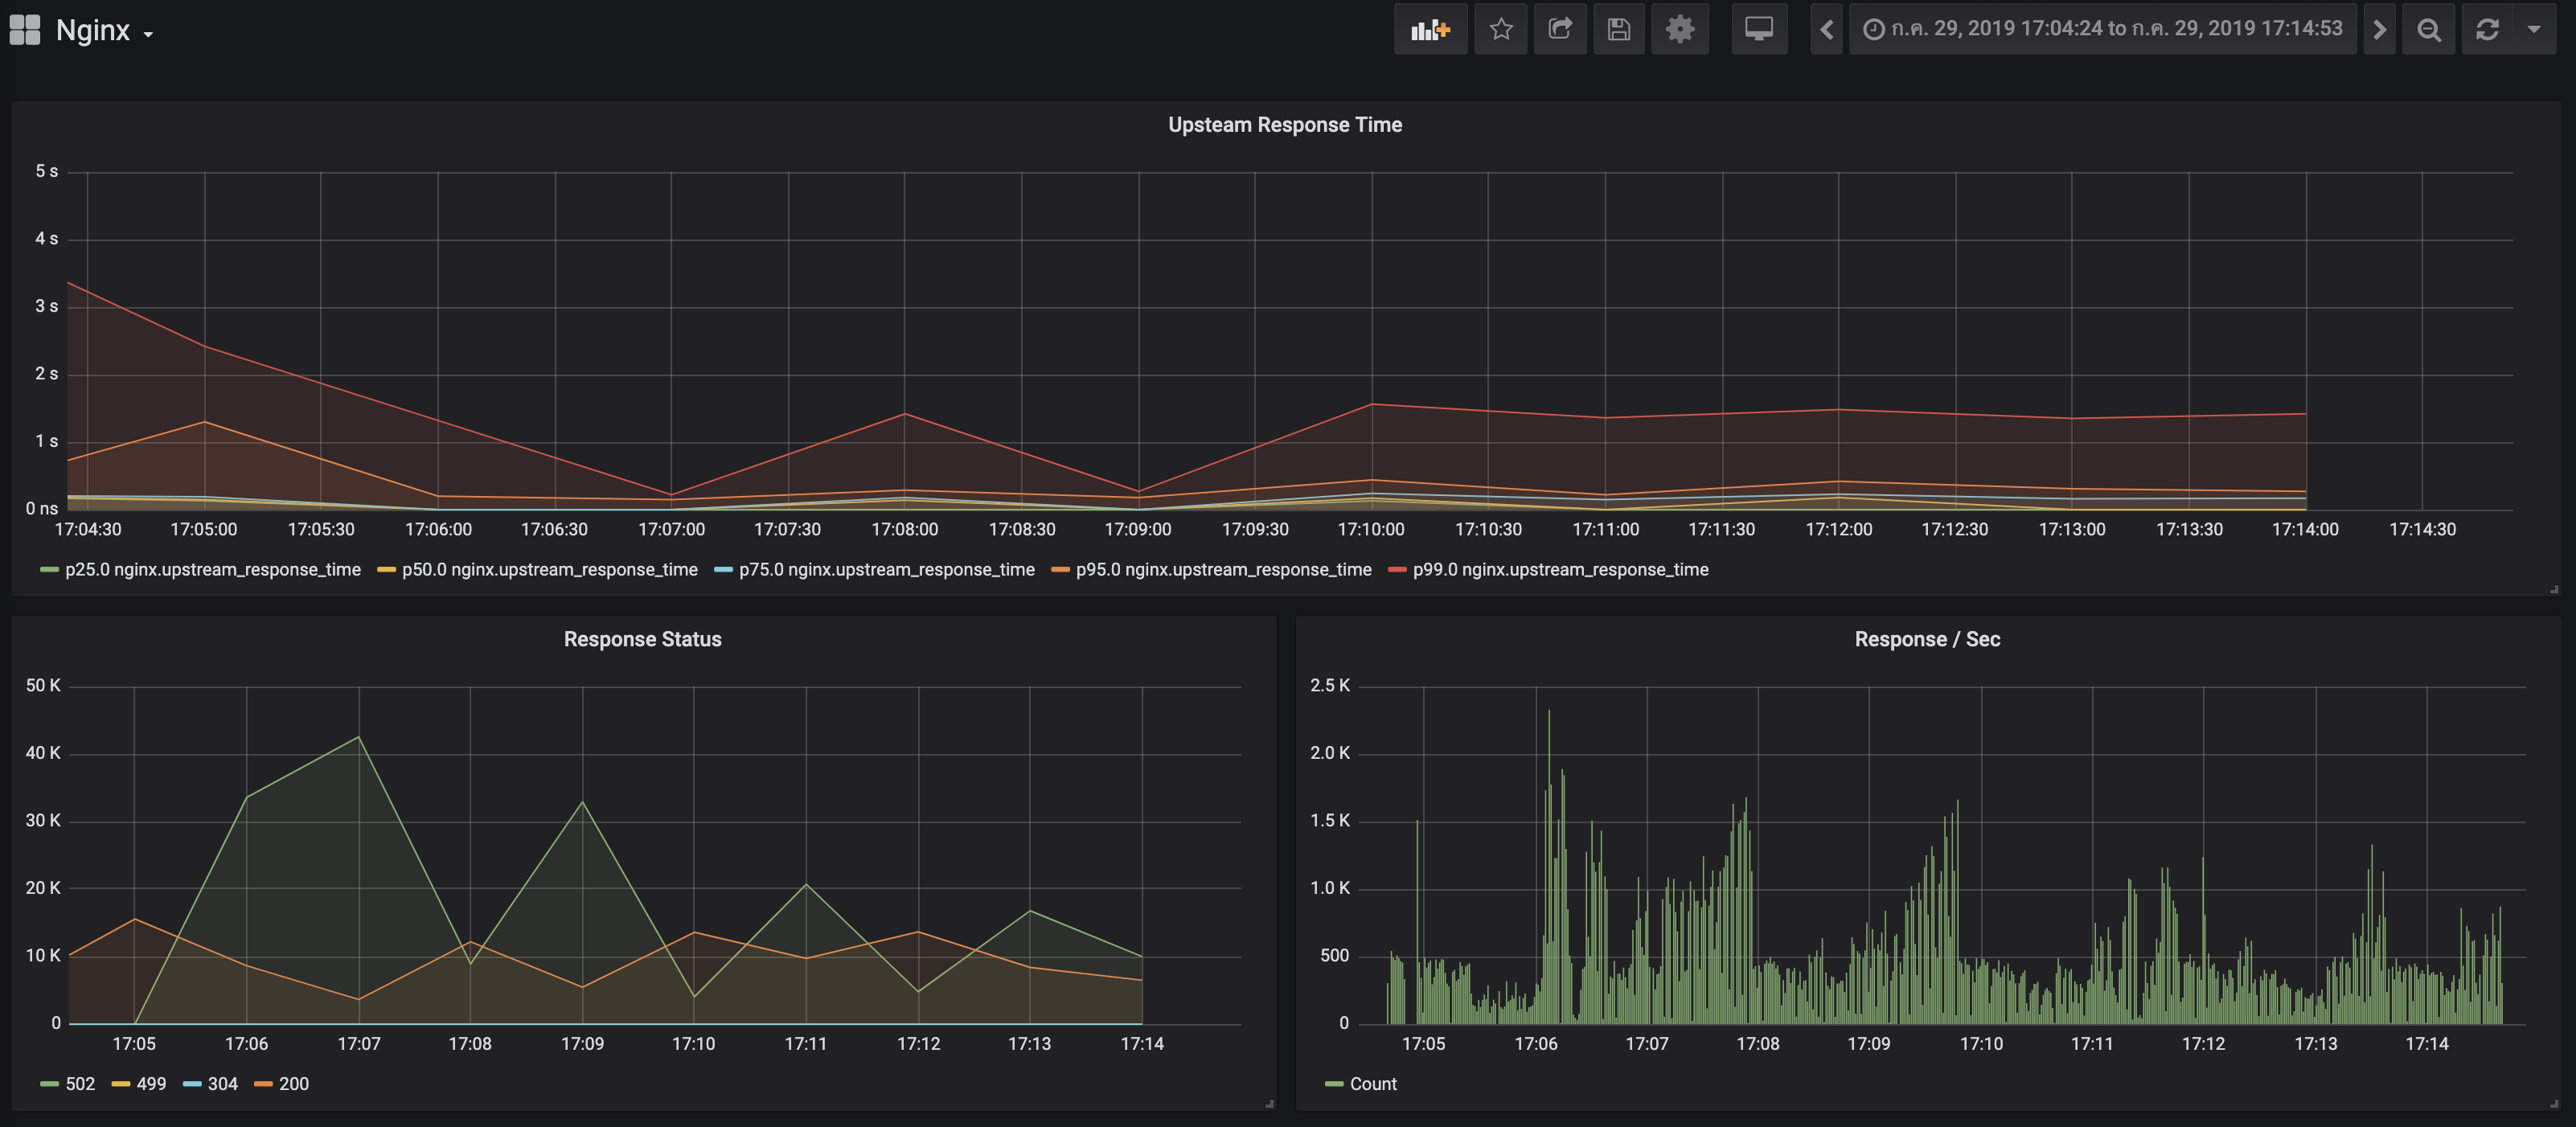 Nginx
ก.ค. 29, 2019 17:04:24 to ก.ค. 29, 2019 17:14:53
Upsteam Response Time
5 s
4 s
3 s
2 s
1 s
0 ns
17:04:30 17:05:00 17:05:30 17:06:00 17:06:30 17:07:00 17:07:30 17:08:00 17:08:30 17:09:00 17:09:30 17:10:00 17:10:30 17:11:00 17:11:30 17:12:00 17:12:30 17:13:00 17:13:30 17:14:00 17:14:30
p25.0 nginx.upstream_response_time p50.0 nginx.upstream_response_time p75.0 nginx.upstream_response_time p95.0 nginx.upstream_response_time p99.0 nginx.upstream_response_time
Response Status
50 K
40 K
30 K
20 K
10 K
0
17:05 17:06 17:07 17:08 17:09 17:10 17:11 17:12 17:13 17:14
502 499 304 200
Response / Sec
2.5 K
2.0 K
1.5 K
1.0 K
500
0
17:05 17:06 17:07 17:08 17:09 17:10 17:11 17:12 17:13 17:14
Count